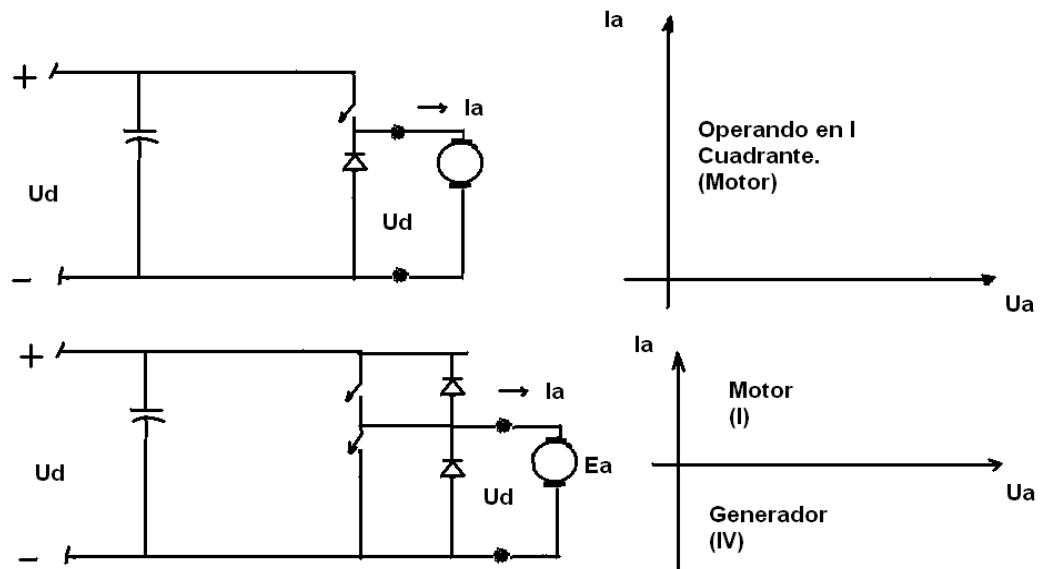 Ia
+
Ia
Operando en I
Cuadrante.
(Motor)
Ud
Ud
-
Ua
+
Ia
Ia
Motor
(I)
Ud
Ea
Ud
Ua
Generador
(IV)
-